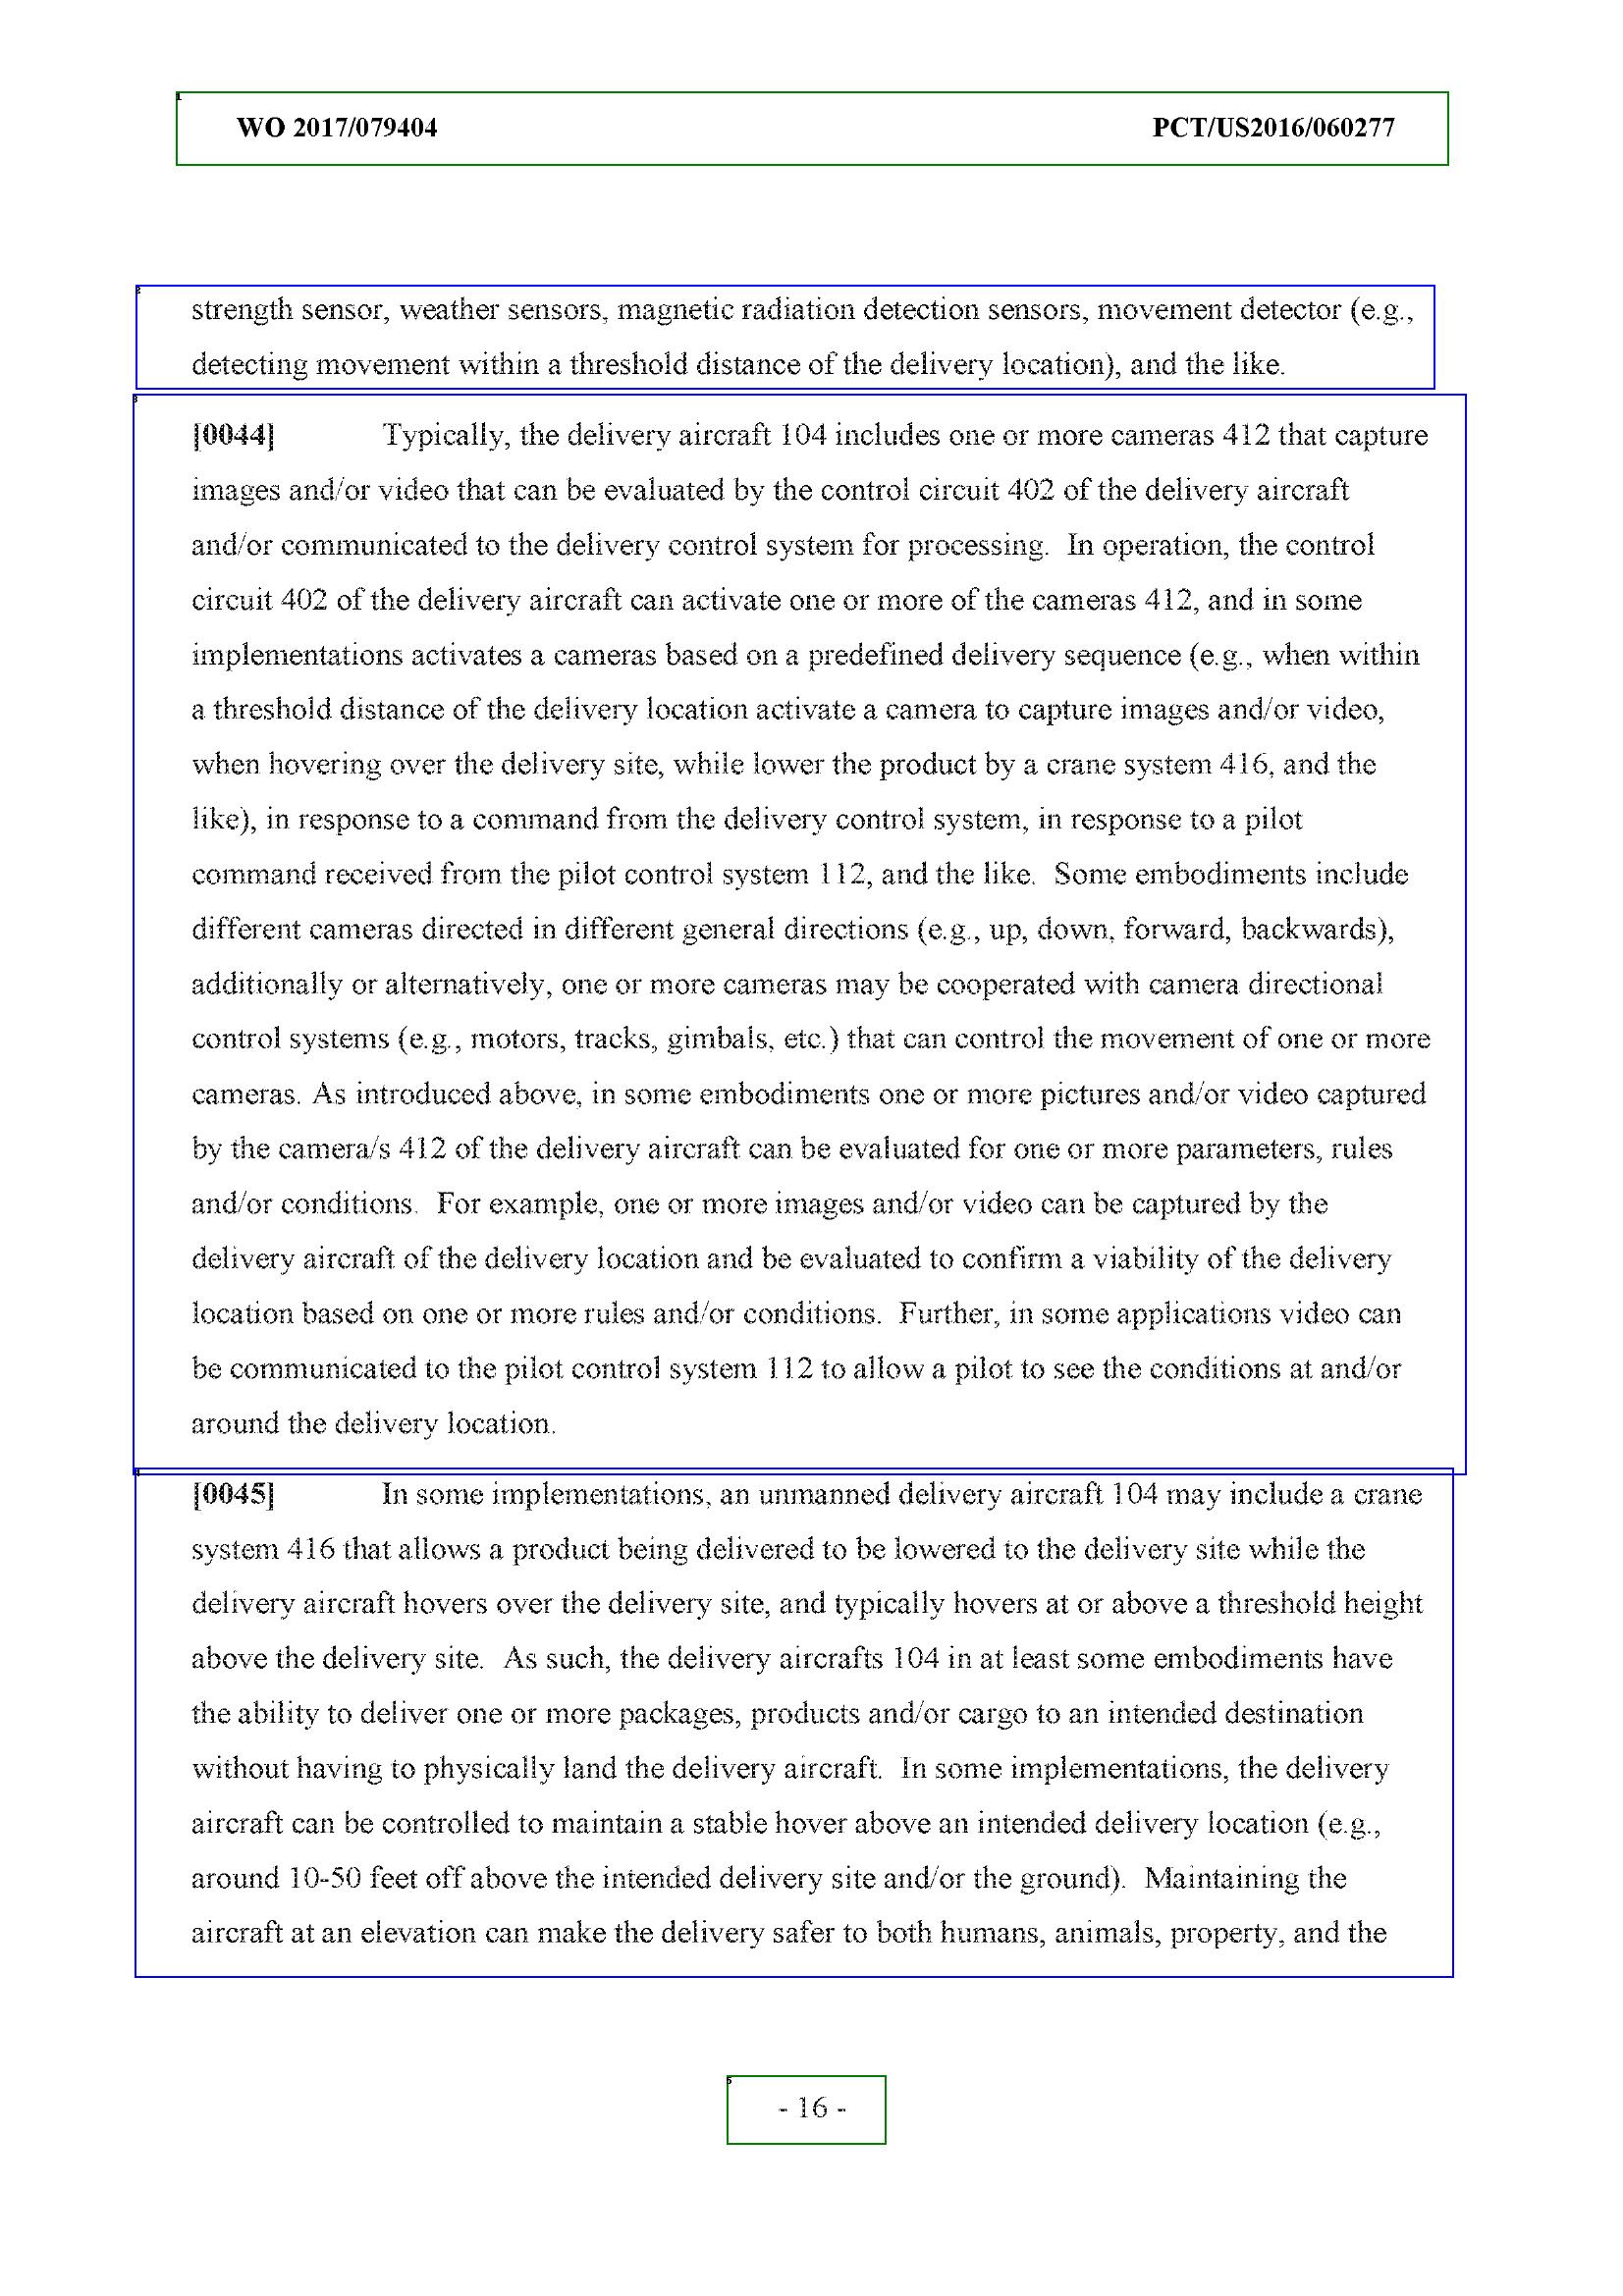 WO 2017/079404 PCT/US2016/060277
strength sensor, weather sensors, magnetic radiation detection sensors, movement detector (e.g.,
detecting movement within a threshold distance of the delivery location), and the like.
[0044] Typically, the delivery aircraft 104 includes one or more cameras 412 that capture
images and/or video that can be evaluated by the control circuit 402 of the delivery aircraft
and/or communicated to the delivery control system for processing. In operation, the control
circuit 402 of the delivery aircraft can activate one or more of the cameras 412, and in some
implementations activates a cameras based on a predefined delivery sequence (e.g., when within
a threshold distance of the delivery location activate a camera to capture images and/or video,
when hovering over the delivery site, while lower the product by a crane system 416, and the
like), in response to a command from the delivery control system, in response to a pilot
command received from the pilot control system 112, and the like. Some embodiments include
different cameras directed in different general directions (e.g., up, down, forward, backwards),
additionally or alternatively, one or more cameras may be cooperated with camera directional
control systems (e.g., motors, tracks, gimbals, etc.) that can control the movement of one or more
cameras. As introduced above, in some embodiments one or more pictures and/or video captured
by the camera/s 412 of the delivery aircraft can be evaluated for one or more parameters, rules
and/or conditions. For example, one or more images and/or video can be captured by the
delivery aircraft of the delivery location and be evaluated to confirm a viability of the delivery
location based on one or more rules and/or conditions. Further, in some applications video can
be communicated to the pilot control system 112 to allow a pilot to see the conditions at and/or
around the delivery location.
[0045] In some implementations, an unmanned delivery aircraft 104 may include a crane
system 416 that allows a product being delivered to be lowered to the delivery site while the
delivery aircraft hovers over the delivery site, and typically hovers at or above a threshold height
above the delivery site. As such, the delivery aircrafts 104 in at least some embodiments have
the ability to deliver one or more packages, products and/or cargo to an intended destination
without having to physically land the delivery aircraft. In some implementations, the delivery
aircraft can be controlled to maintain a stable hover above an intended delivery location (e.g.,
around 10-50 feet off above the intended delivery site and/or the ground). Maintaining the
aircraft at an elevation can make the delivery safer to both humans, animals, property, and the
- 16 -